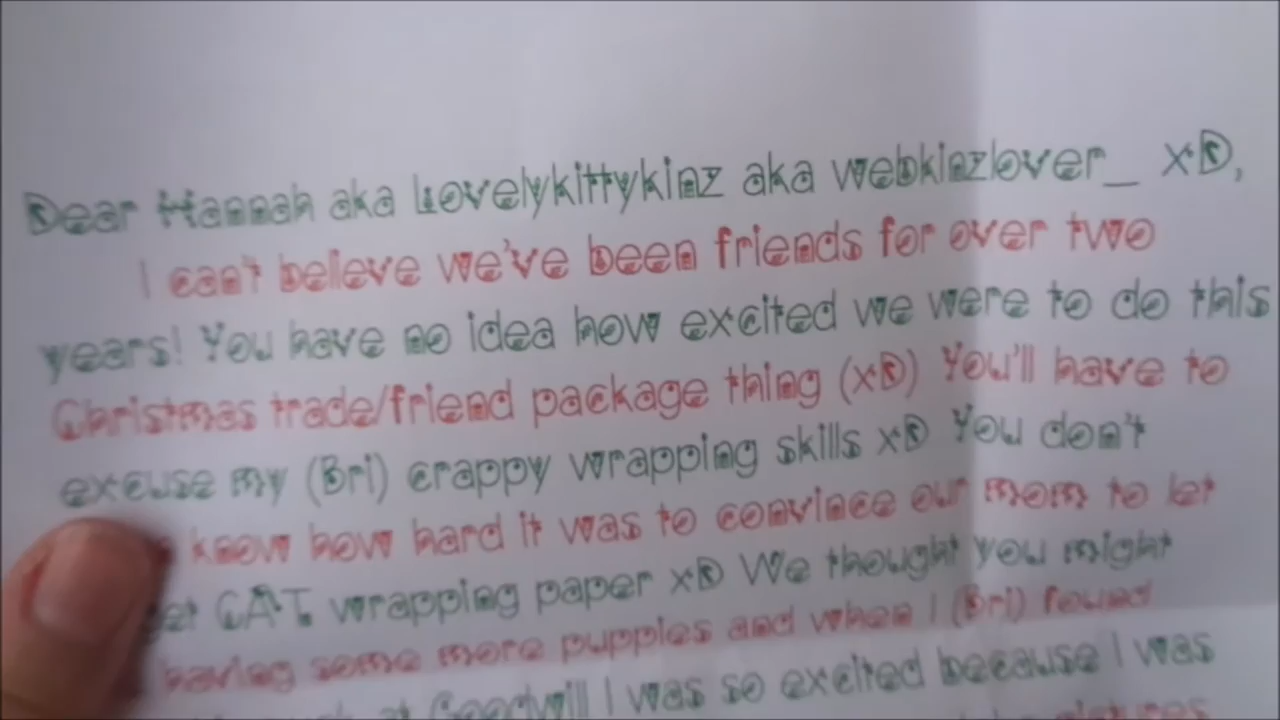 Dear Hannah aka Lovelykittykinz aka webkinzlover_ xD,
I can't beleve we've been friends for over two
years! You have no idea how excited we were to do this
Christmas trade/friend package thing (xD) You'll have to
excuse my (Bri) crappy wrapping skills xD You don't
know how hard it was to convince our mom to let
et CAT wrapping paper xD We thought you might
having some more puppies and when I (Bri) found
at Goodwill I was so excited because I was
pictures